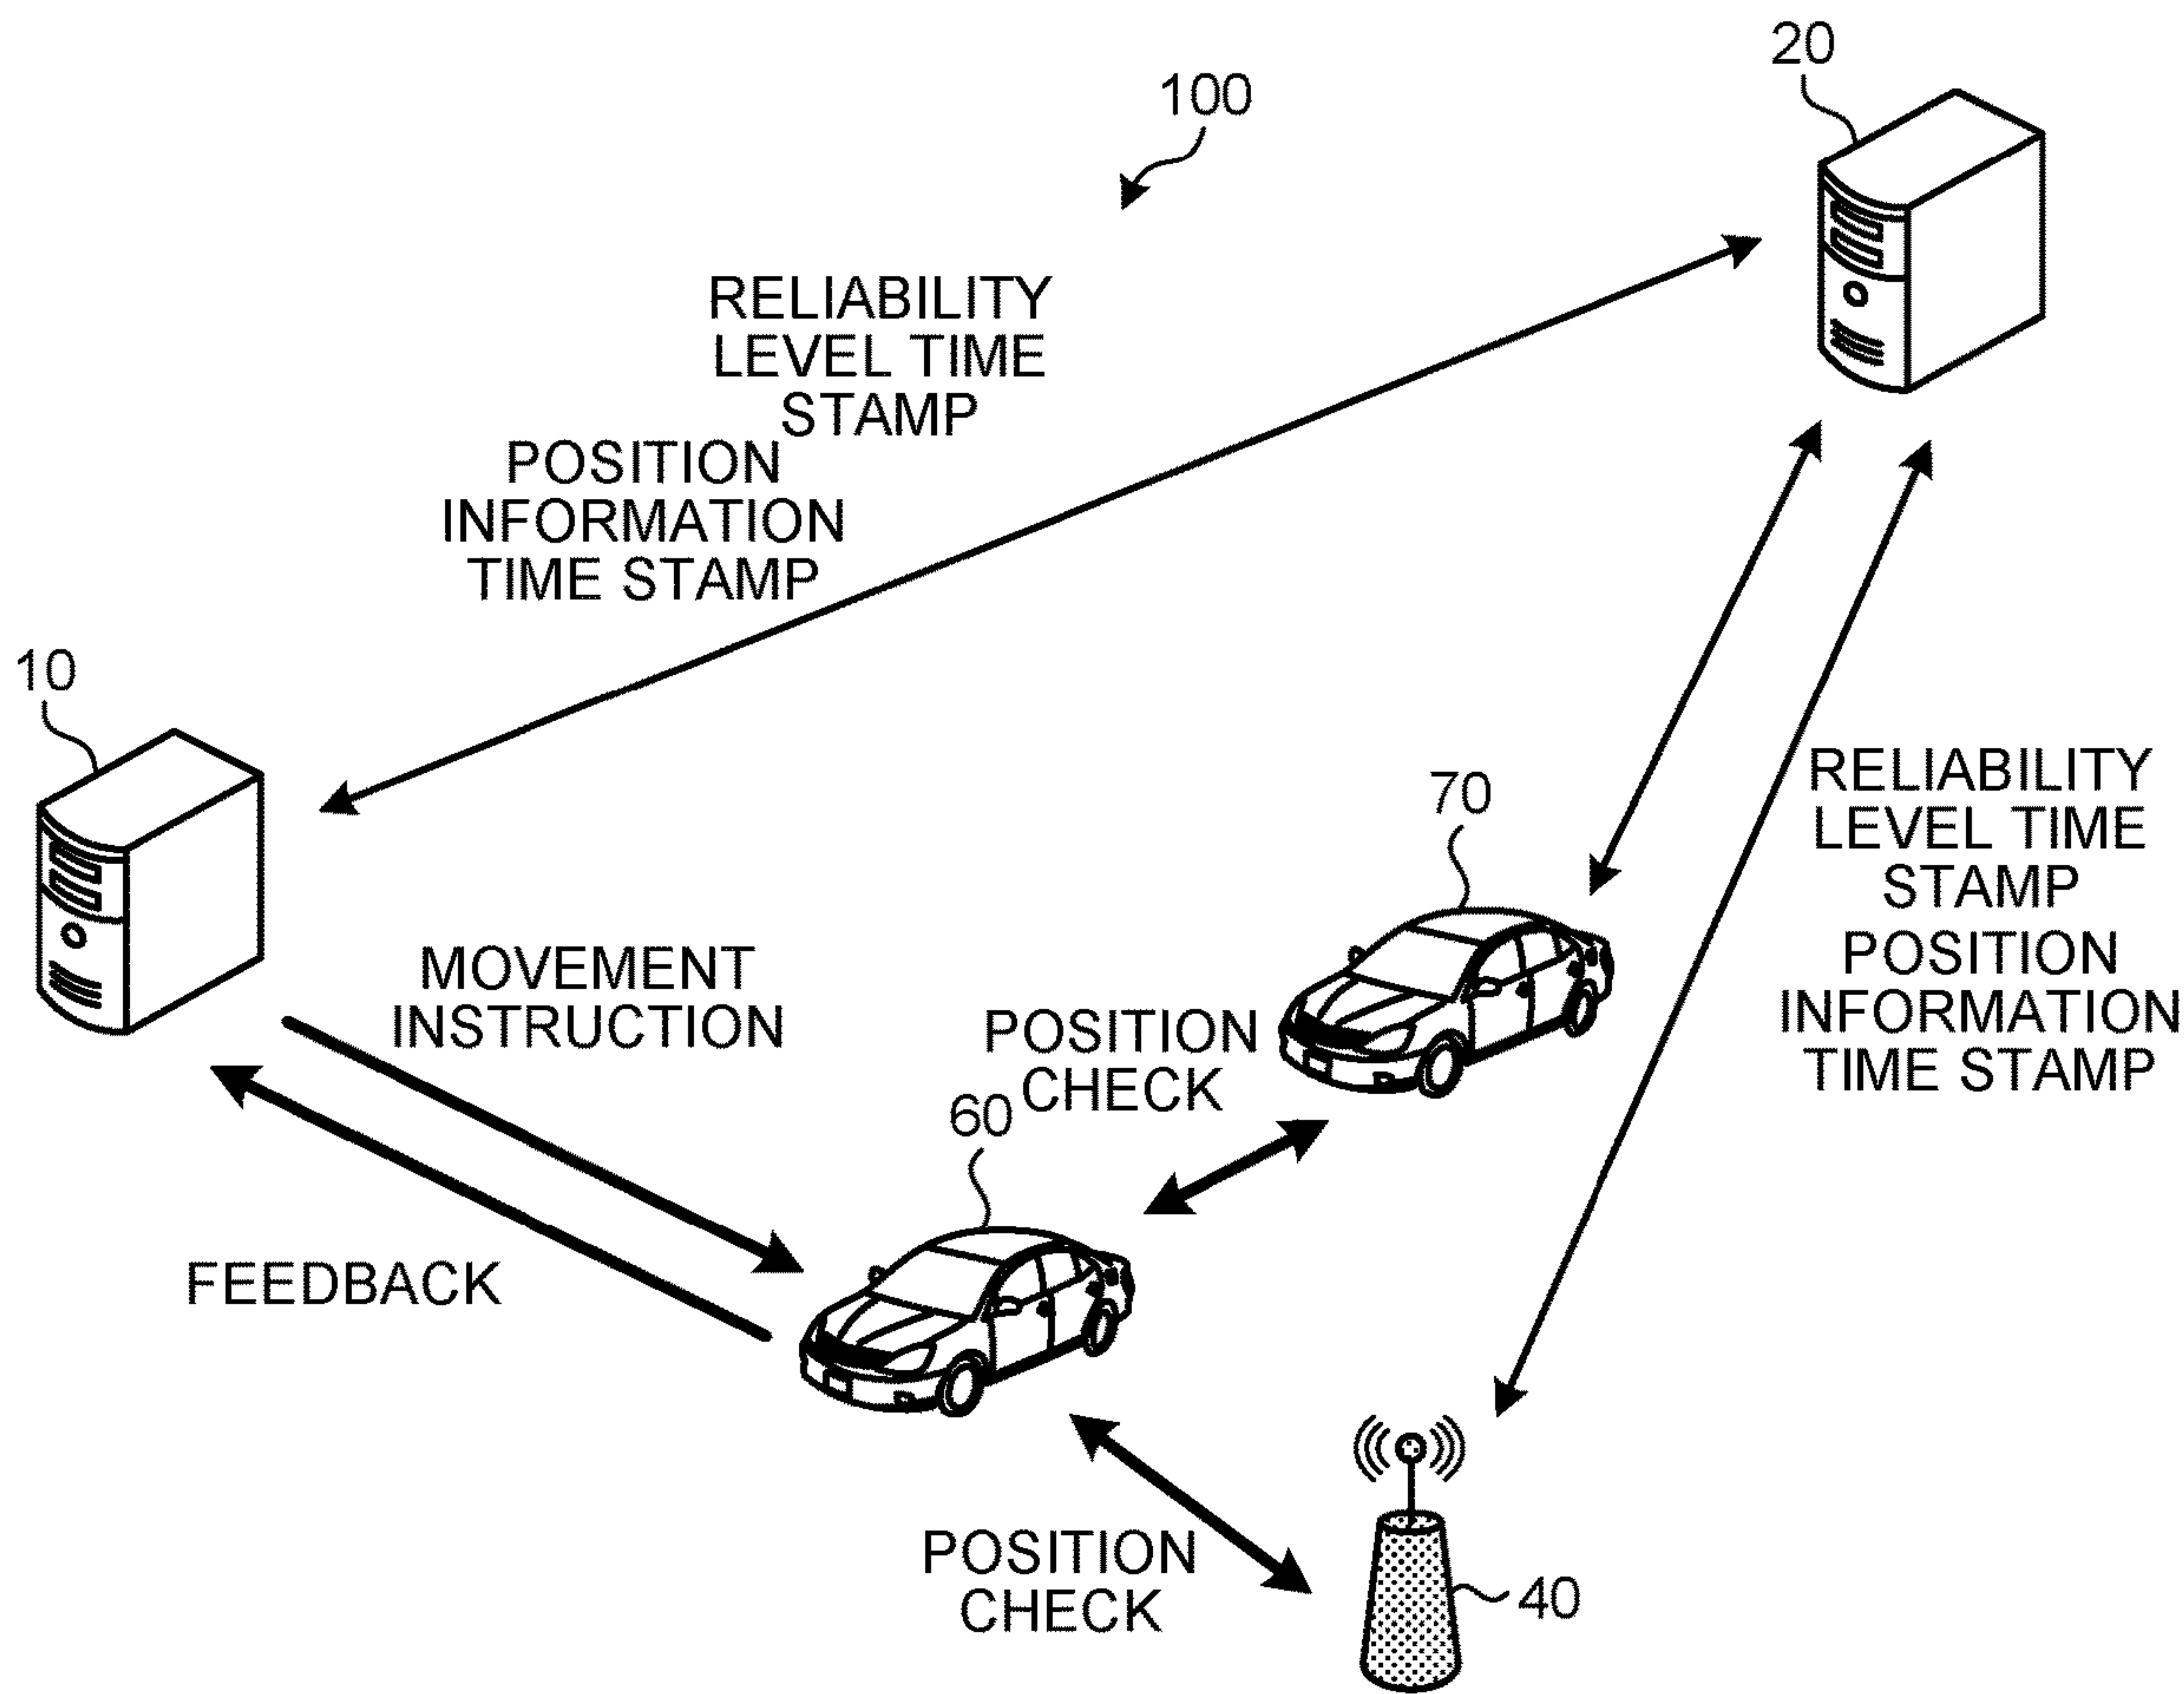 20
100
RELIABILITY
LEVEL TIME
STAMP
POSITION
INFORMATION
TIME STAMP
10
70
RELIABILITY
LEVEL TIME
STAMP
POSITION
INFORMATION
TIME STAMP
MOVEMENT
INSTRUCTION
POSITION
CHECK
60
FEEDBACK
POSITION
CHECK
40